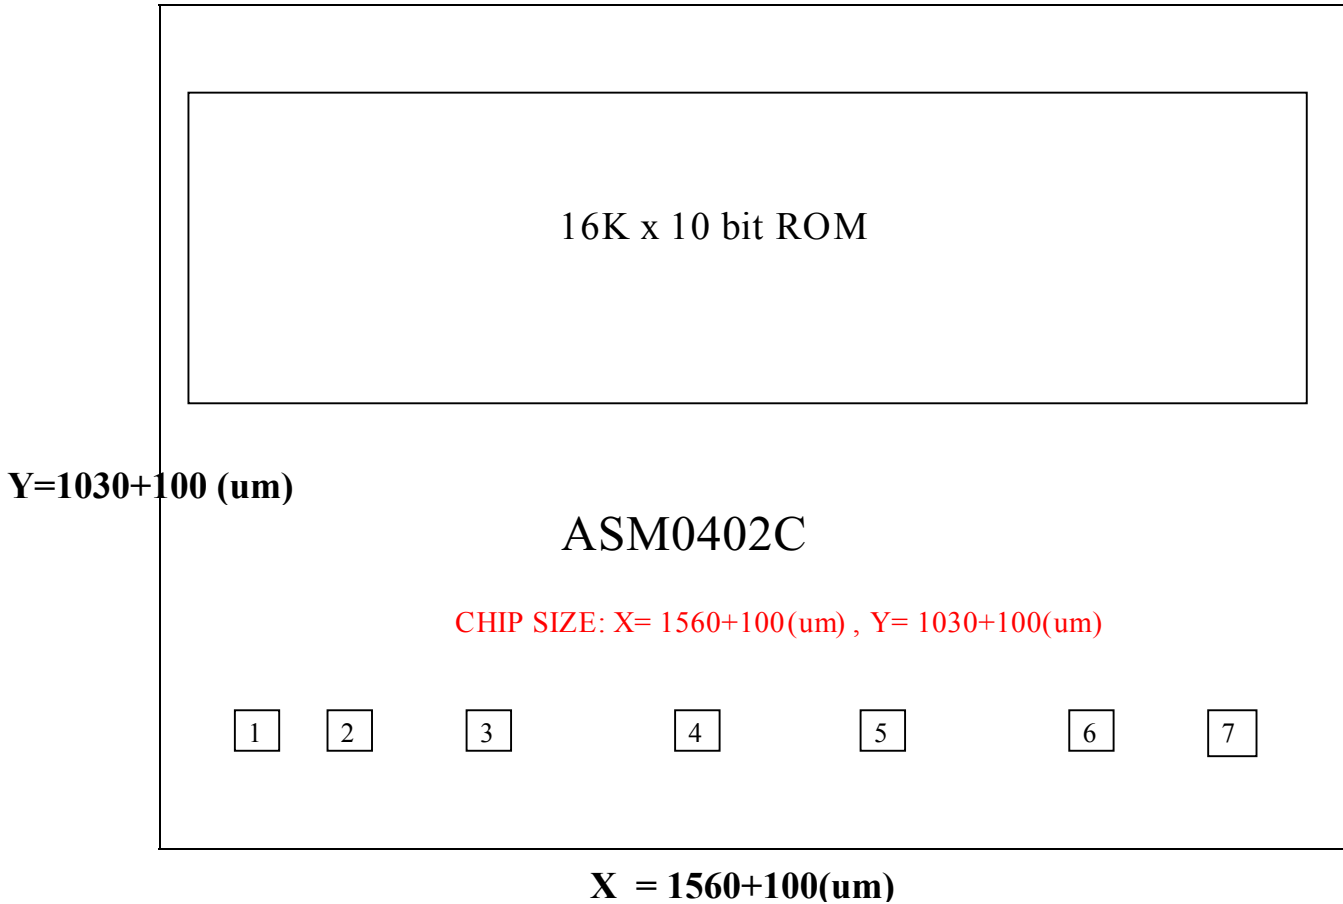 16K x 10 bit ROM
Y=1030+100 (um)
ASM0402C
CHIP SIZE: X= 1560+100(um) , Y= 1030+100(um)
1 2 3 4 5 6 7
X = 1560+100(um)